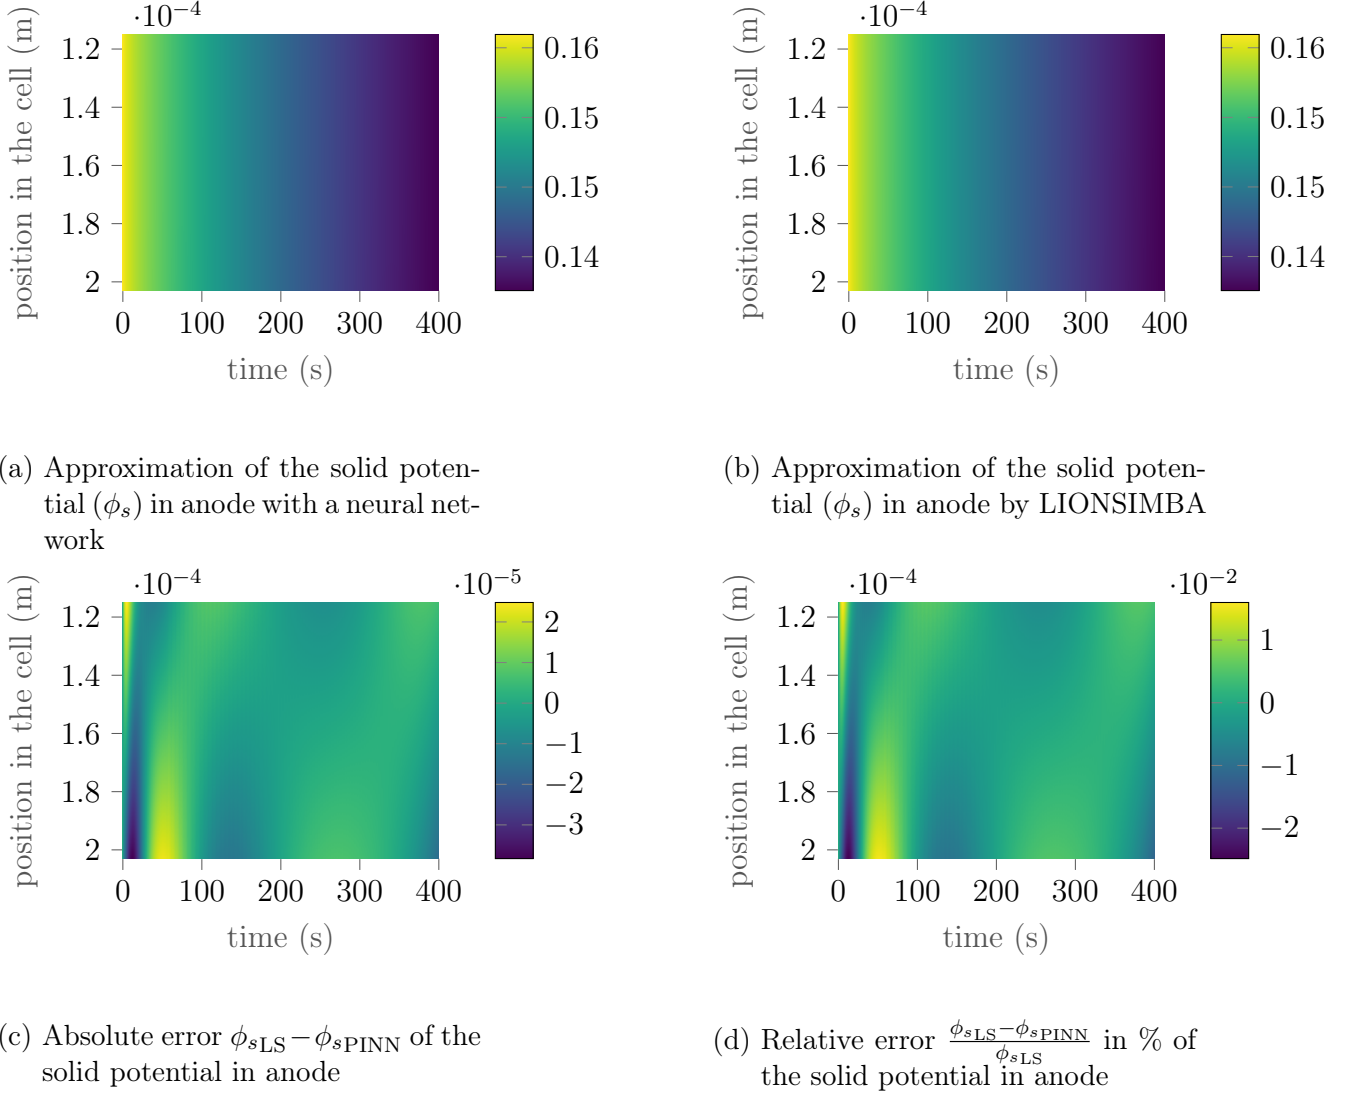 ·10⁻⁴
1.2
1.4
1.6
1.8
2
position in the cell (m)
0 100 200 300 400
time (s)
0.16
0.15
0.15
0.14
·10⁻⁴
1.2
1.4
1.6
1.8
2
position in the cell (m)
0 100 200 300 400
time (s)
0.16
0.15
0.15
0.14
(a) Approximation of the solid poten-
tial (ϕₛ) in anode with a neural net-
work
(b) Approximation of the solid poten-
tial (ϕₛ) in anode by LIONSIMBA
·10⁻⁴
1.2
1.4
1.6
1.8
2
position in the cell (m)
0 100 200 300 400
time (s)
·10⁻⁵
2
1
0
−1
−2
−3
·10⁻⁴
1.2
1.4
1.6
1.8
2
position in the cell (m)
0 100 200 300 400
time (s)
·10⁻²
1
0
−1
−2
(c) Absolute error ϕₛLS−ϕₛPINN of the
solid potential in anode
(d) Relative error (ϕₛLS−ϕₛPINN)/ϕₛLS in % of
the solid potential in anode